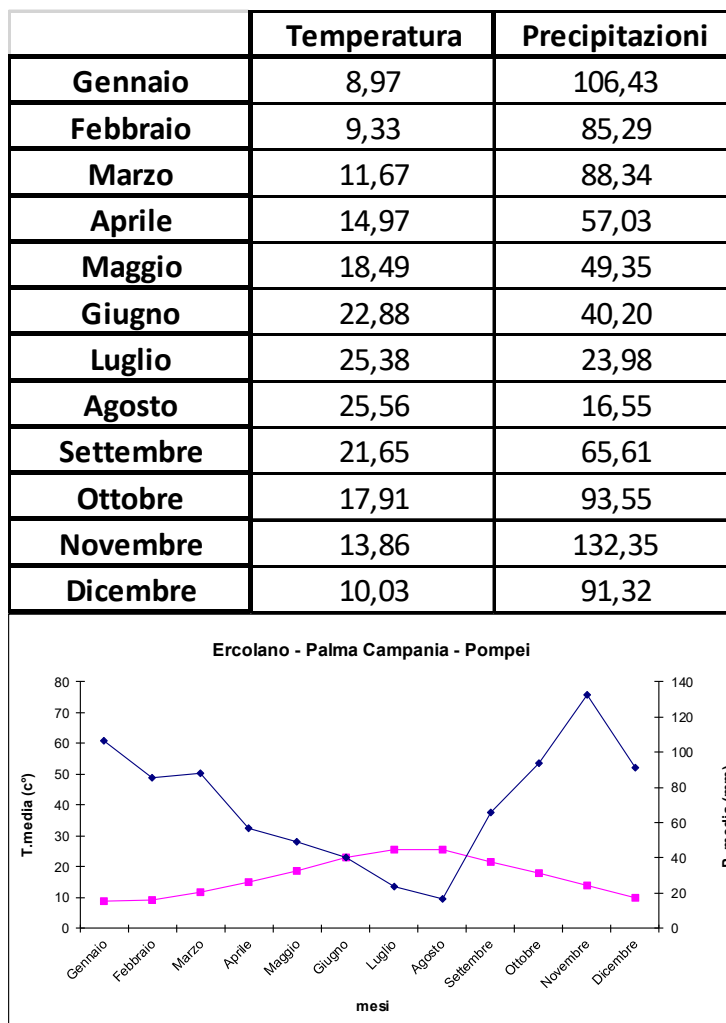 Temperatura Precipitazioni
Gennaio 8,97 106,43
Febbraio 9,33 85,29
Marzo 11,67 88,34
Aprile 14,97 57,03
Maggio 18,49 49,35
Giugno 22,88 40,20
Luglio 25,38 23,98
Agosto 25,56 16,55
Settembre 21,65 65,61
Ottobre 17,91 93,55
Novembre 13,86 132,35
Dicembre 10,03 91,32
Ercolano - Palma Campania - Pompei
T.media (c°)
80
70
60
50
40
30
20
10
0
140
120
100
80
60
40
20
0
Gennaio
Febbraio
Marzo
Aprile
Maggio
Giugno
Luglio
Agosto
Settembre
Ottobre
Novembre
Dicembre
mesi